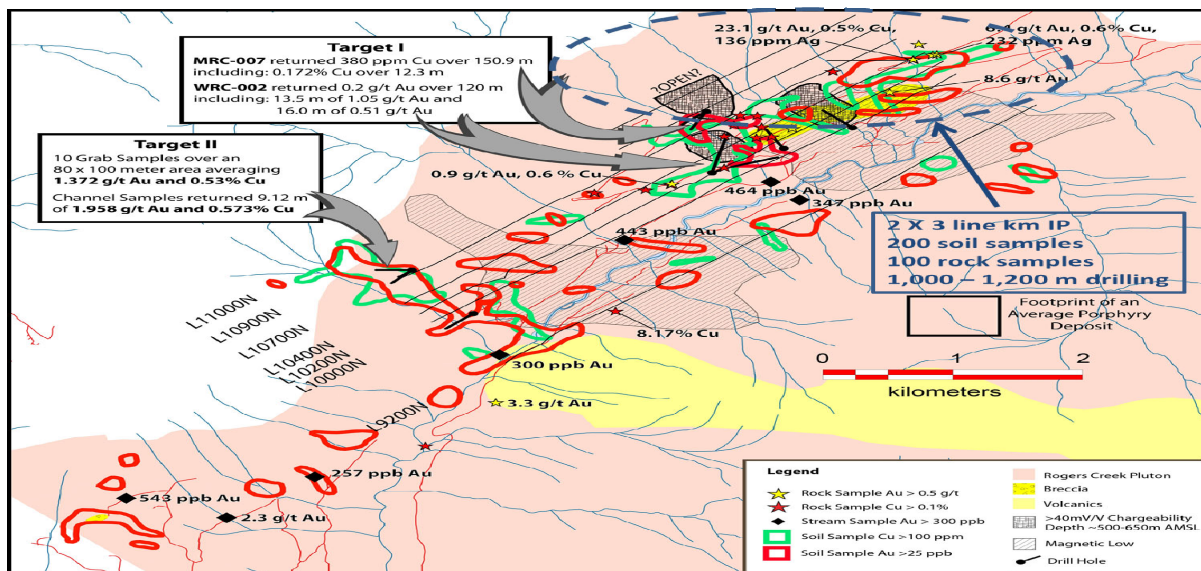 Target I
MRC-007 returned 380 ppm Cu over 150.9 m
including: 0.172% Cu over 12.3 m
WRC-002 returned 0.2 g/t Au over 120 m
including: 13.5 m of 1.05 g/t Au and
16.0 m of 0.51 g/t Au
Target II
10 Grab Samples over an
80 x 100 meter area averaging
1.372 g/t Au and 0.53% Cu
Channel Samples returned 9.12 m
of 1.958 g/t Au and 0.573% Cu
23.1 g/t Au, 0.5% Cu,
136 ppm Ag
6.4 g/t Au, 0.6% Cu,
232 ppm Ag
8.6 g/t Au
?OPEN?
0.9 g/t Au, 0.6 % Cu
464 ppb Au
347 ppb Au
443 ppb Au
2 X 3 line km IP
200 soil samples
100 rock samples
1,000 – 1,200 m drilling
Footprint of an
Average Porphyry
Deposit
8.17% Cu
0 1 2
kilometers
L11000N
L10900N
L10700N
L10400N
L10200N
L10000N
L9200N
300 ppb Au
3.3 g/t Au
257 ppb Au
543 ppb Au
2.3 g/t Au
Legend
Rock Sample Au > 0.5 g/t
Rock Sample Cu > 0.1%
Stream Sample Au > 300 ppb
Soil Sample Cu >100 ppm
Soil Sample Au >25 ppb
Rogers Creek Pluton
Breccia
Volcanics
>40mV/V Chargeability
Depth ~500-650m AMSL
Magnetic Low
Drill Hole